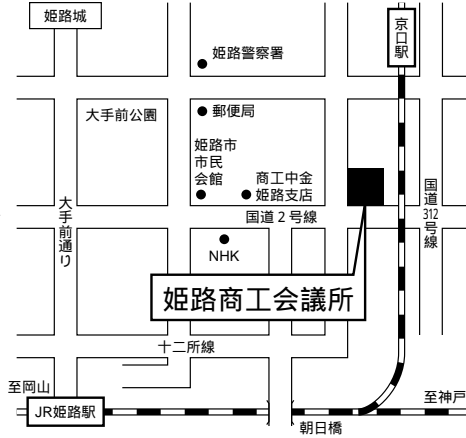 姫路城
京口駅
姫路警察署
大手前公園
郵便局
姫路市
市民
会館
商工中金
姫路支店
大手前通り
国道2号線
国道312号線
NHK
姫路商工会議所
十二所線
至岡山
至神戸
JR姫路駅
朝日橋